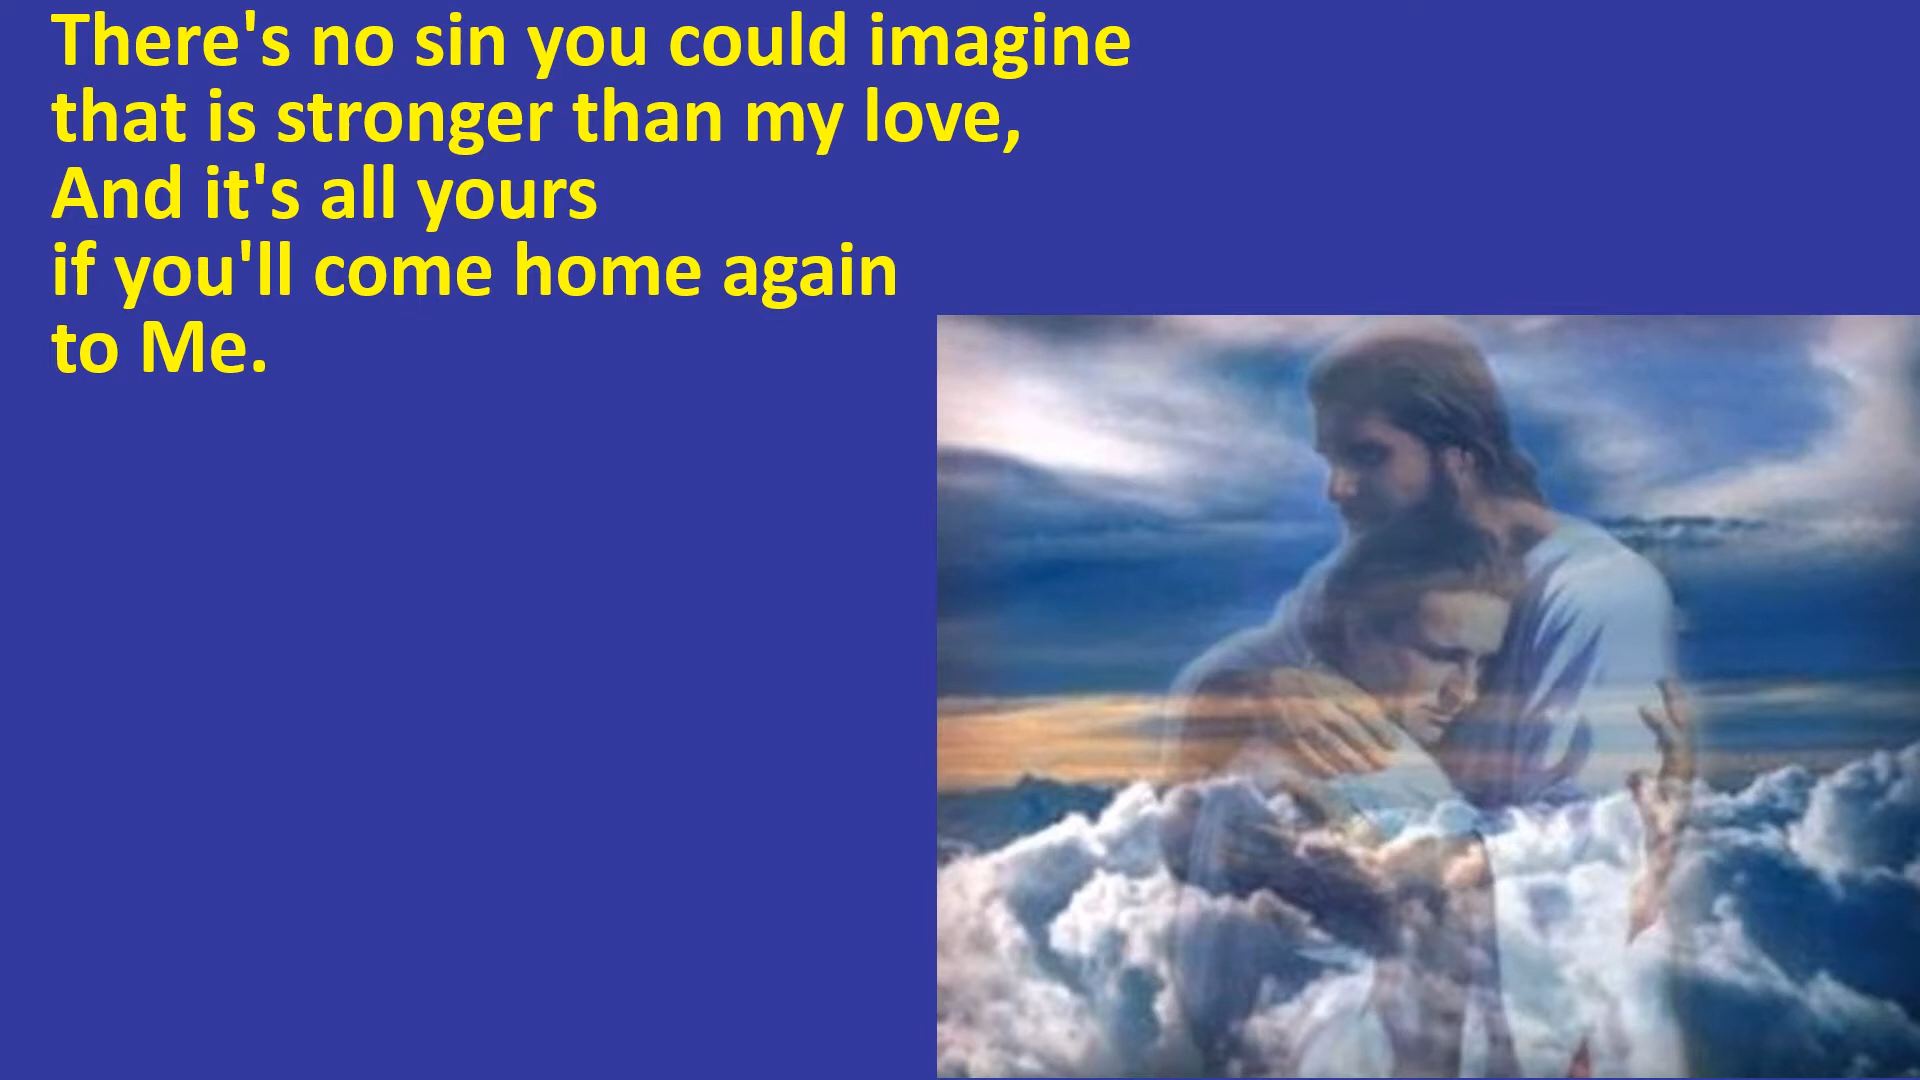 There's no sin you could imagine
that is stronger than my love,
And it's all yours
if you'll come home again
to Me.